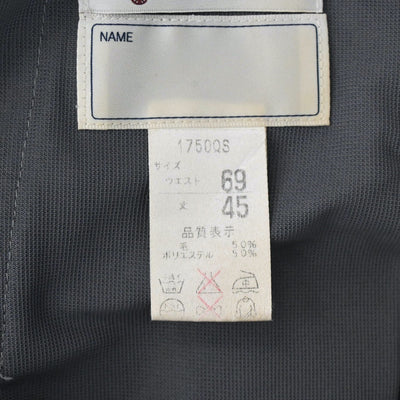 NAME
1750QS
サイズ
ウエスト 69
丈 45
品質表示
毛 50%
ポリエステル 50%